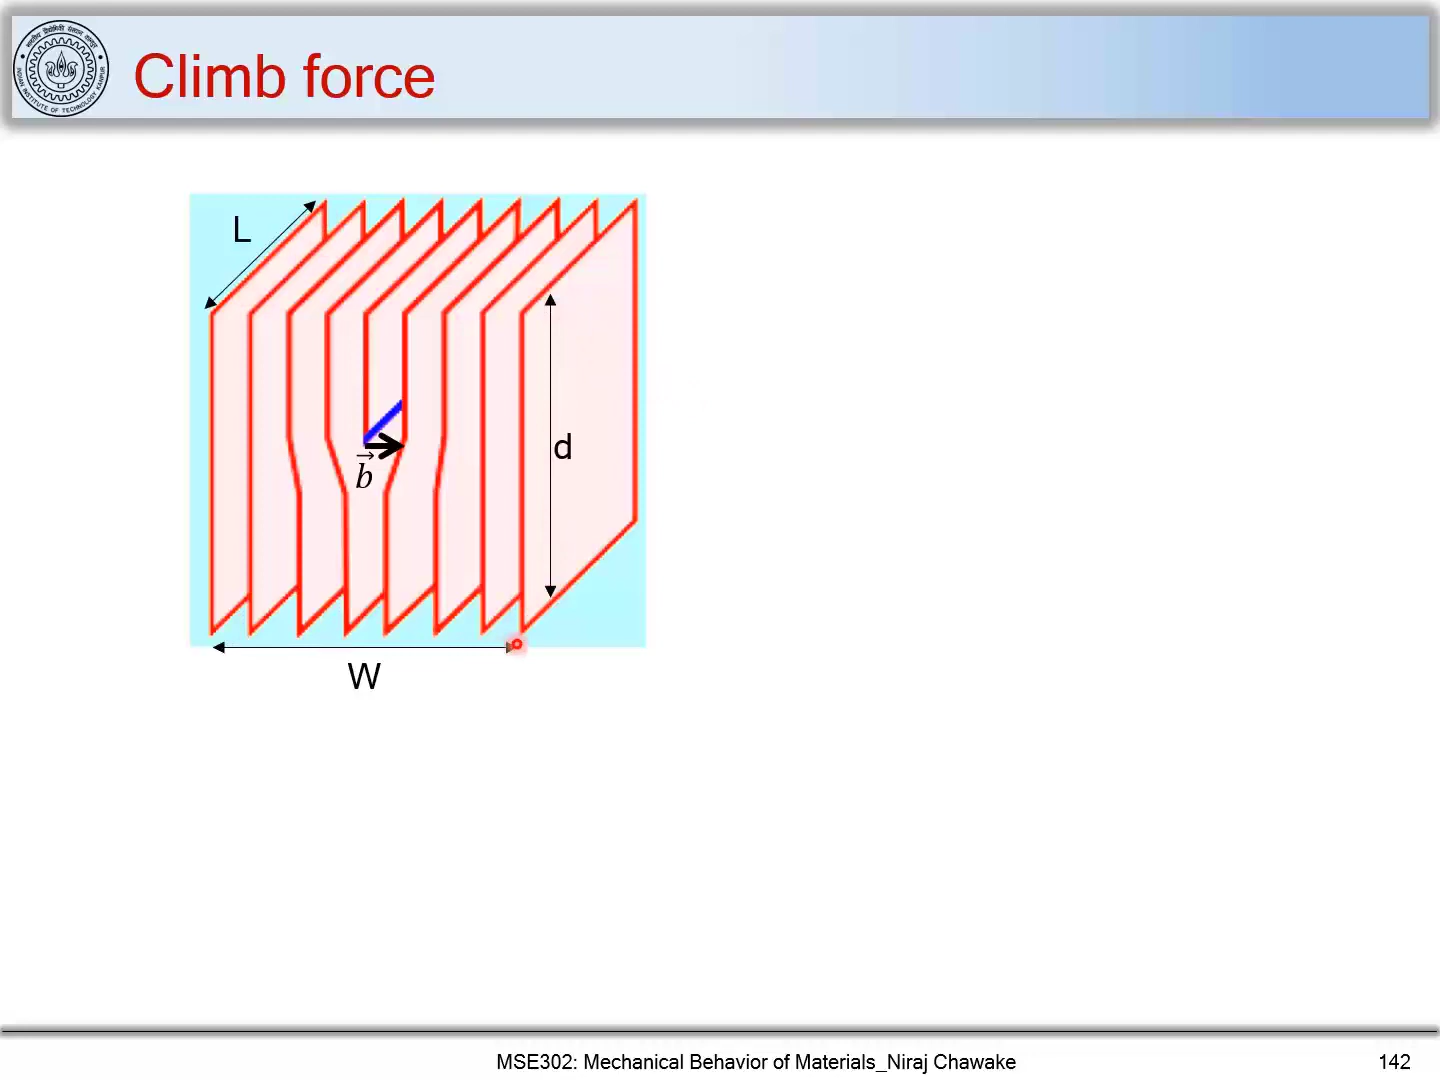 Climb force
L
b
d
W
MSE302: Mechanical Behavior of Materials_Niraj Chawake
142